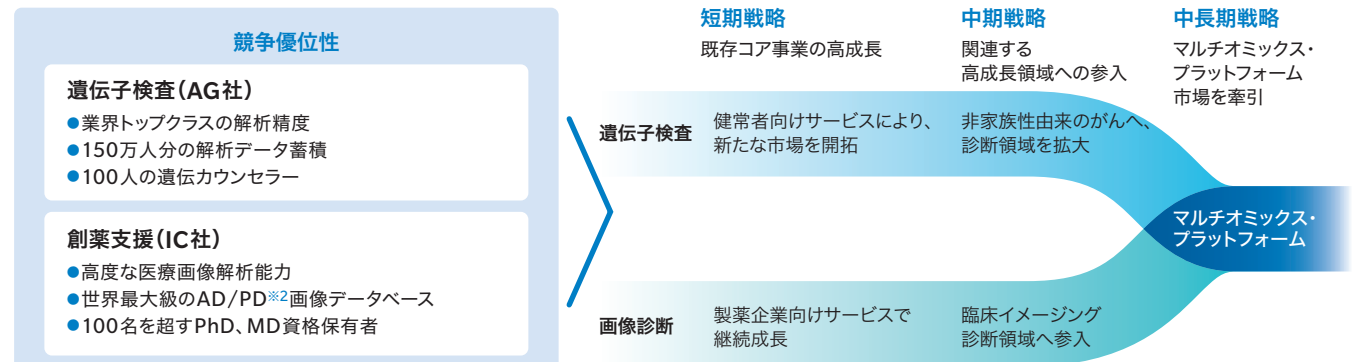 競争優位性
遺伝子検査(AG社)
●業界トップクラスの解析精度
●150万人分の解析データ蓄積
●100人の遺伝カウンセラー
創薬支援(IC社)
●高度な医療画像解析能力
●世界最大級のAD/PD※2画像データベース
●100名を超すPhD、MD資格保有者
短期戦略
既存コア事業の高成長
中期戦略
関連する
高成長領域への参入
中長期戦略
マルチオミックス・
プラットフォーム
市場を牽引
遺伝子検査
健常者向けサービスにより、
新たな市場を開拓
非家族性由来のがんへ、
診断領域を拡大
マルチオミックス・
プラットフォーム
画像診断
製薬企業向けサービスで
継続成長
臨床イメージング
診断領域へ参入